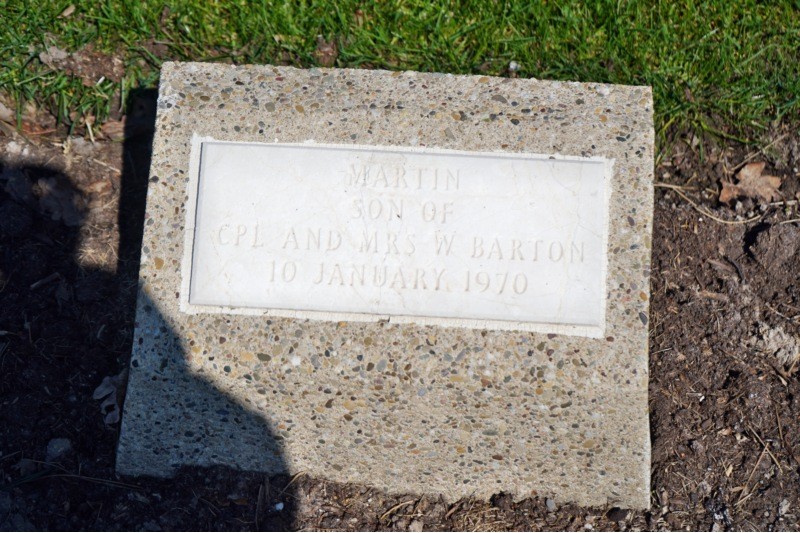 MARTIN
SON OF
CPL AND MRS W BARTON
10 JANUARY 1970